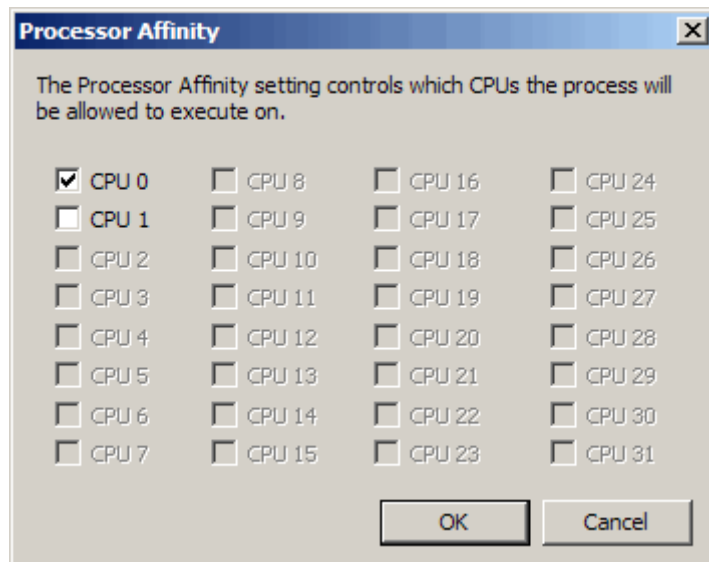 Processor Affinity
The Processor Affinity setting controls which CPUs the process will
be allowed to execute on.
CPU 0 CPU 8 CPU 16 CPU 24
CPU 1 CPU 9 CPU 17 CPU 25
CPU 2 CPU 10 CPU 18 CPU 26
CPU 3 CPU 11 CPU 19 CPU 27
CPU 4 CPU 12 CPU 20 CPU 28
CPU 5 CPU 13 CPU 21 CPU 29
CPU 6 CPU 14 CPU 22 CPU 30
CPU 7 CPU 15 CPU 23 CPU 31
OK Cancel